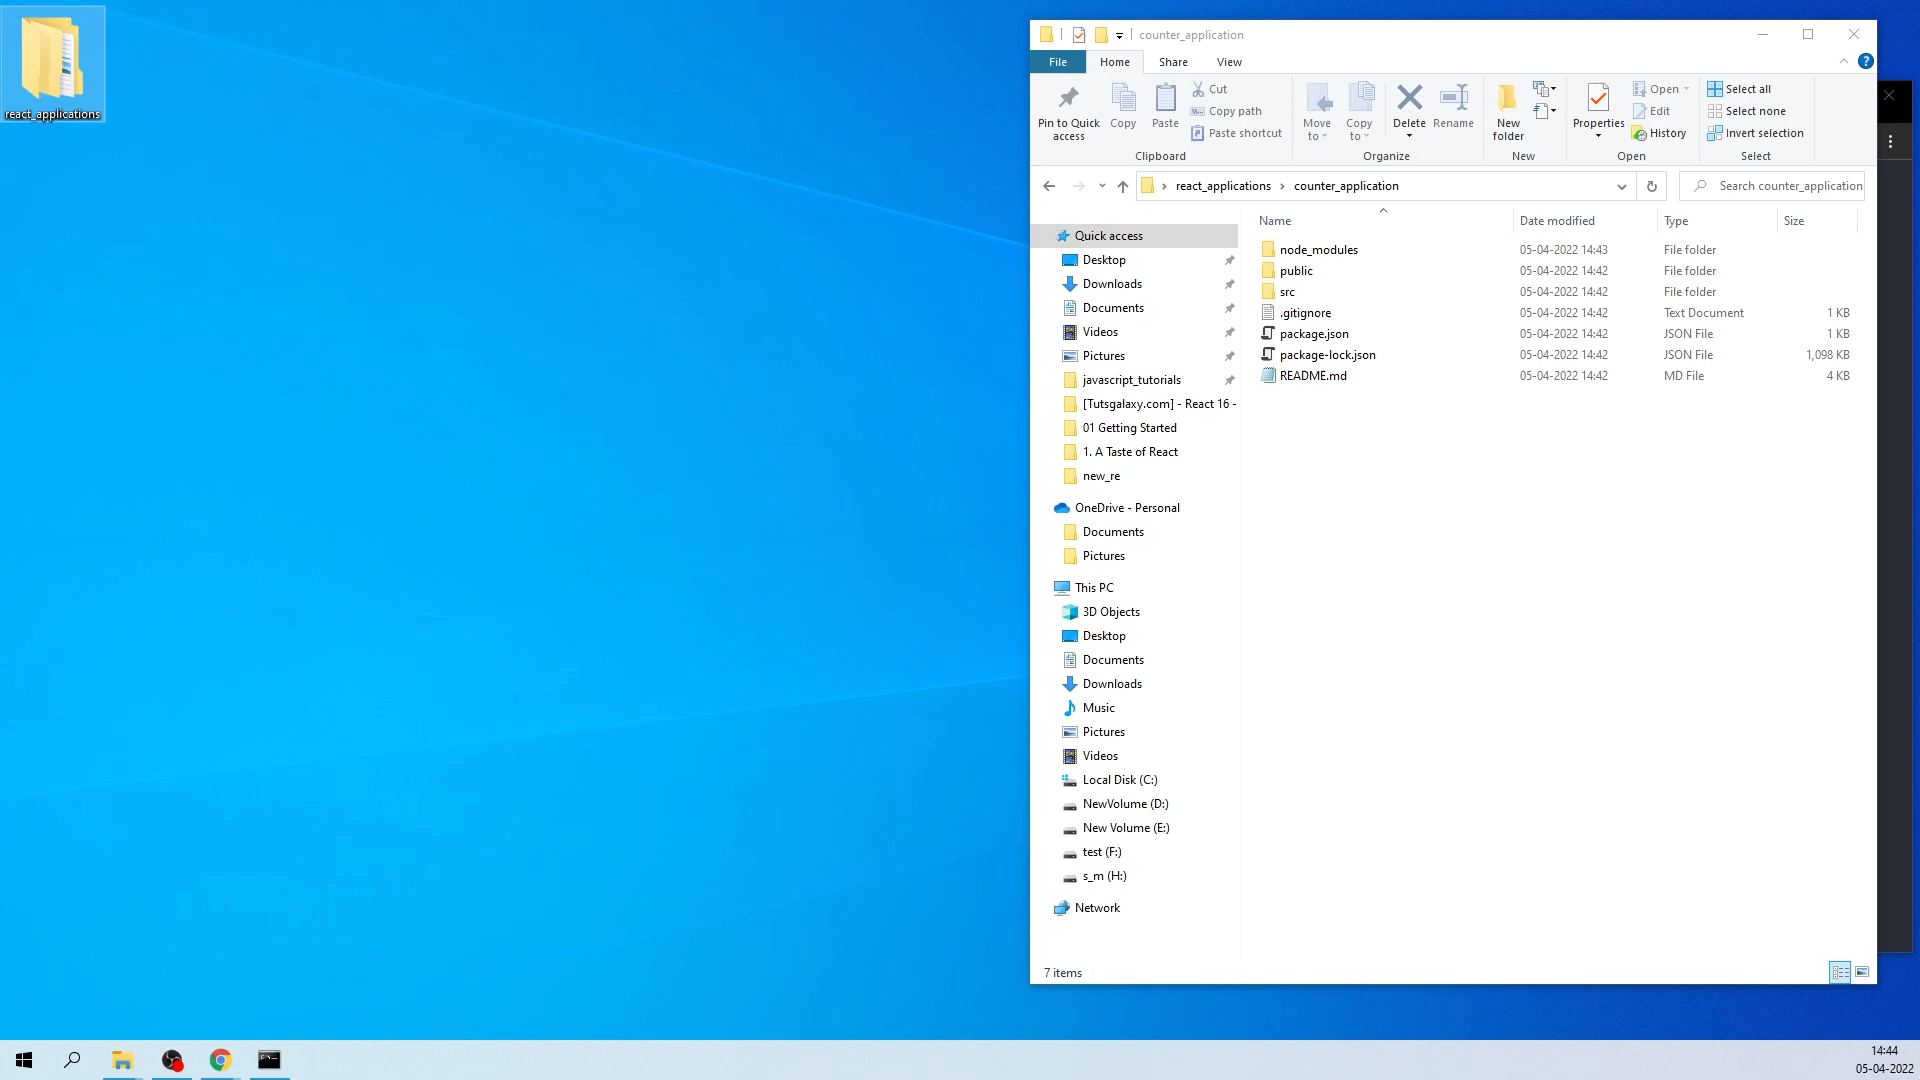 react_applications
counter_application
File
Home
Share
View
Pin to Quick access
Copy
Paste
Cut
Copy path
Paste shortcut
Clipboard
Move to
Copy to
Delete
Rename
Organize
New folder
New
Properties
Open
Edit
History
Open
Select all
Select none
Invert selection
Select
react_applications › counter_application
Search counter_application
Name Date modified Type Size
node_modules 05-04-2022 14:43 File folder
public 05-04-2022 14:42 File folder
src 05-04-2022 14:42 File folder
.gitignore 05-04-2022 14:42 Text Document 1 KB
package.json 05-04-2022 14:42 JSON File 1 KB
package-lock.json 05-04-2022 14:42 JSON File 1,098 KB
README.md 05-04-2022 14:42 MD File 4 KB
Quick access
Desktop
Downloads
Documents
Videos
Pictures
javascript_tutorials
[Tutsgalaxy.com] - React 16 -
01 Getting Started
1. A Taste of React
new_re
OneDrive - Personal
Documents
Pictures
This PC
3D Objects
Desktop
Documents
Downloads
Music
Pictures
Videos
Local Disk (C:)
NewVolume (D:)
New Volume (E:)
test (F:)
s_m (H:)
Network
7 items
14:44
05-04-2022